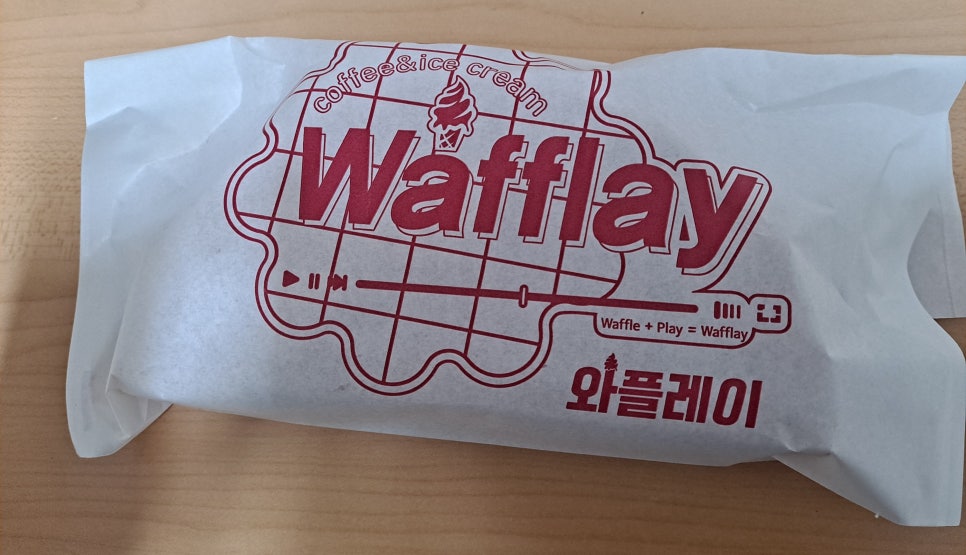 coffee&ice cream
Wafflay
Waffle + Play = Wafflay
와플레이